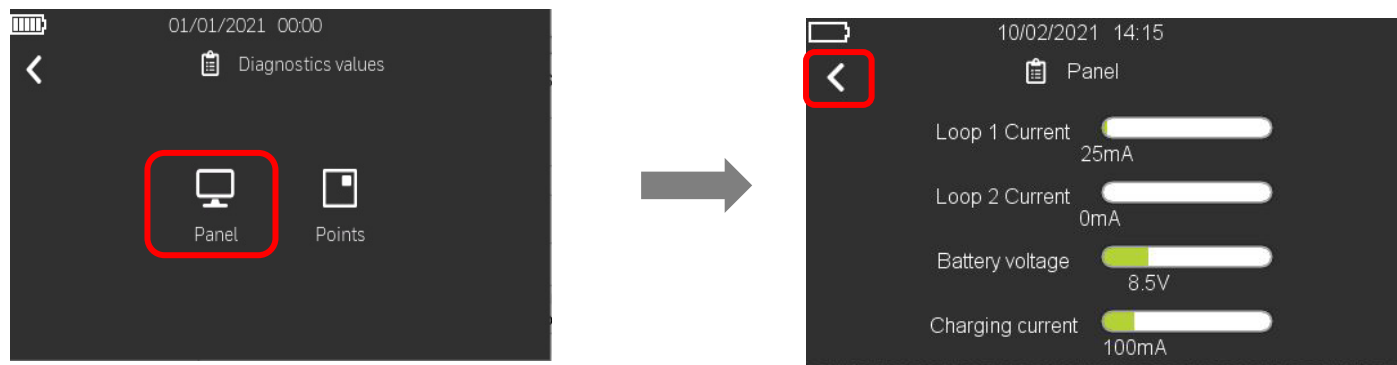 01/01/2021 00:00
Diagnostics values
Panel Points
10/02/2021 14:15
Panel
Loop 1 Current
25mA
Loop 2 Current
0mA
Battery voltage
8.5V
Charging current
100mA